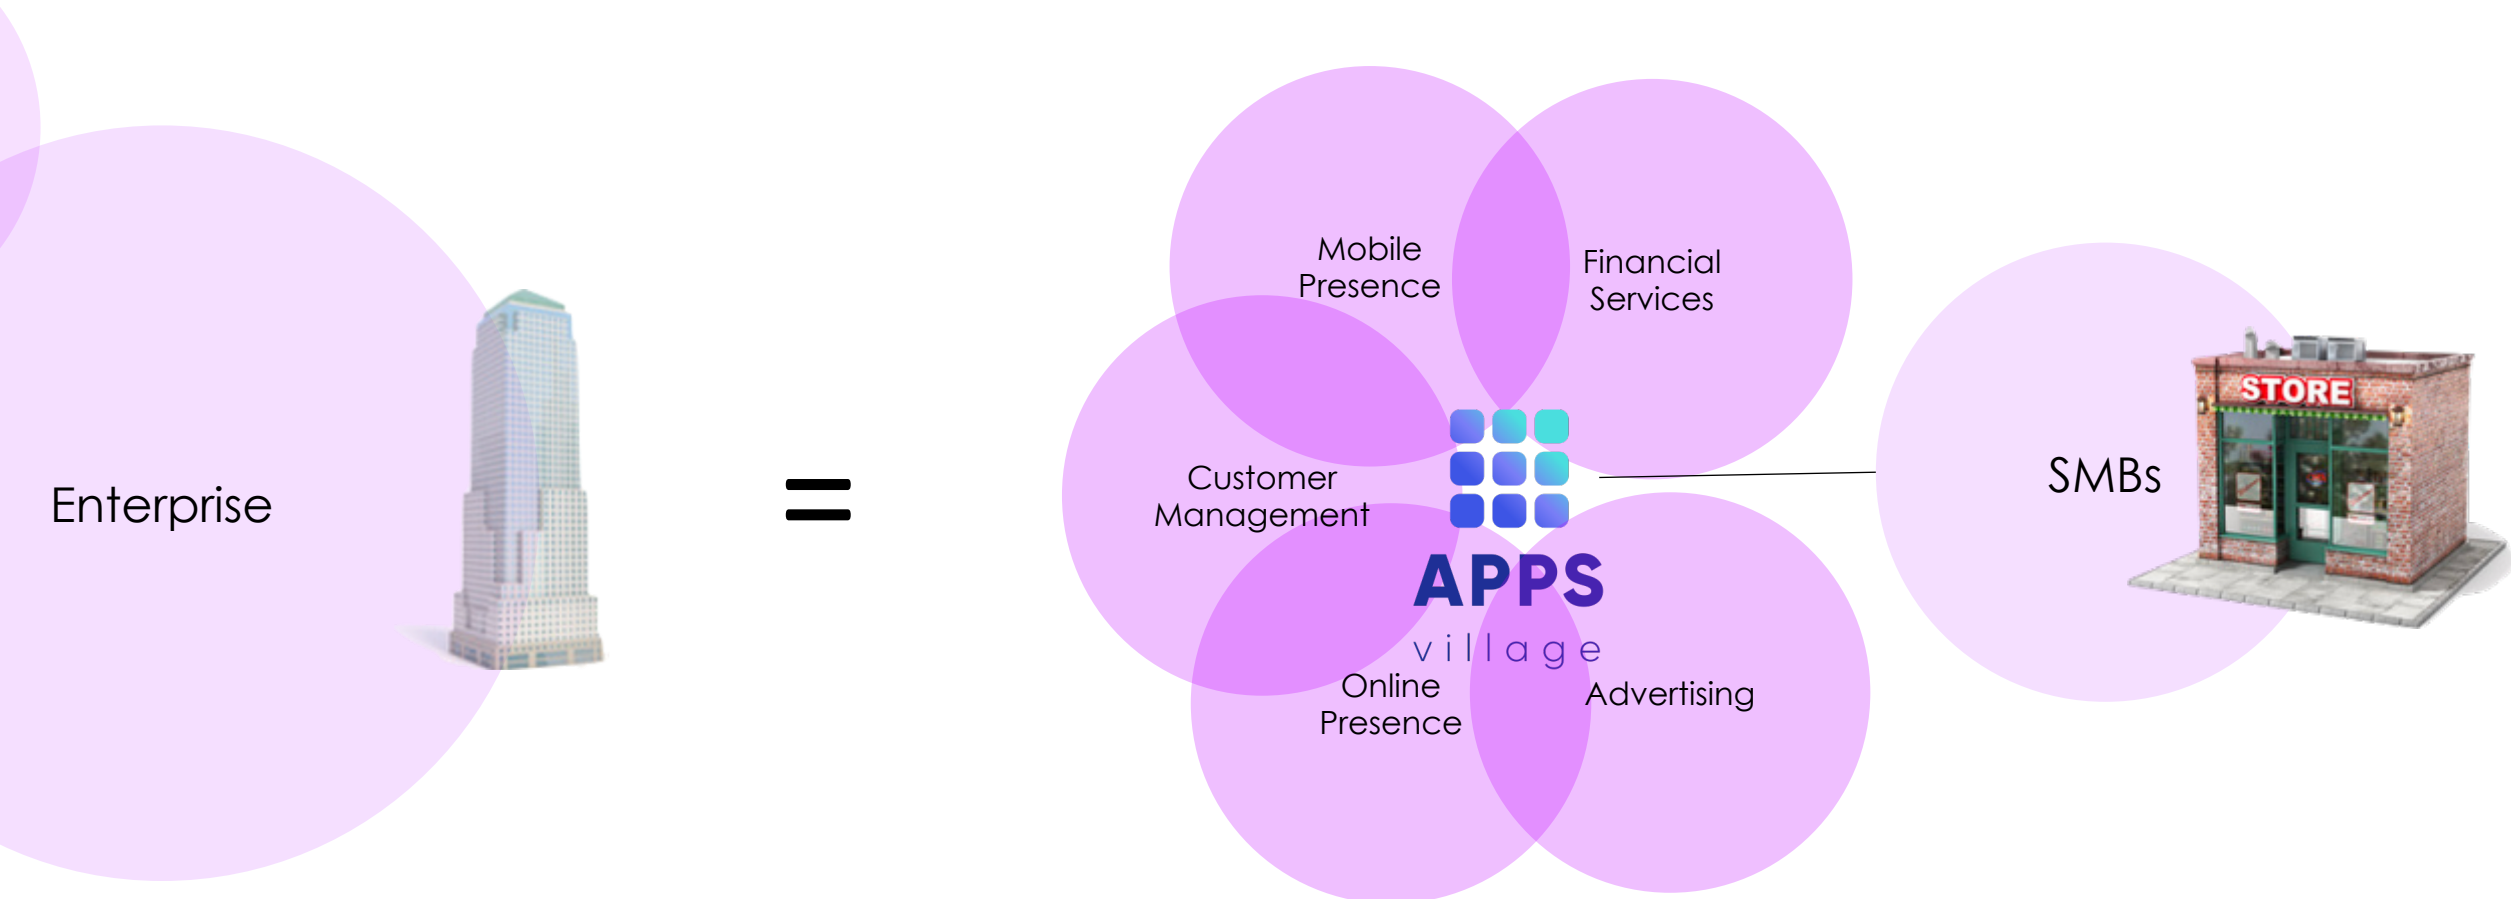 Enterprise
=
Mobile
Presence
Financial
Services
Customer
Management
APPS
village
Online
Presence
Advertising
SMBs
STORE